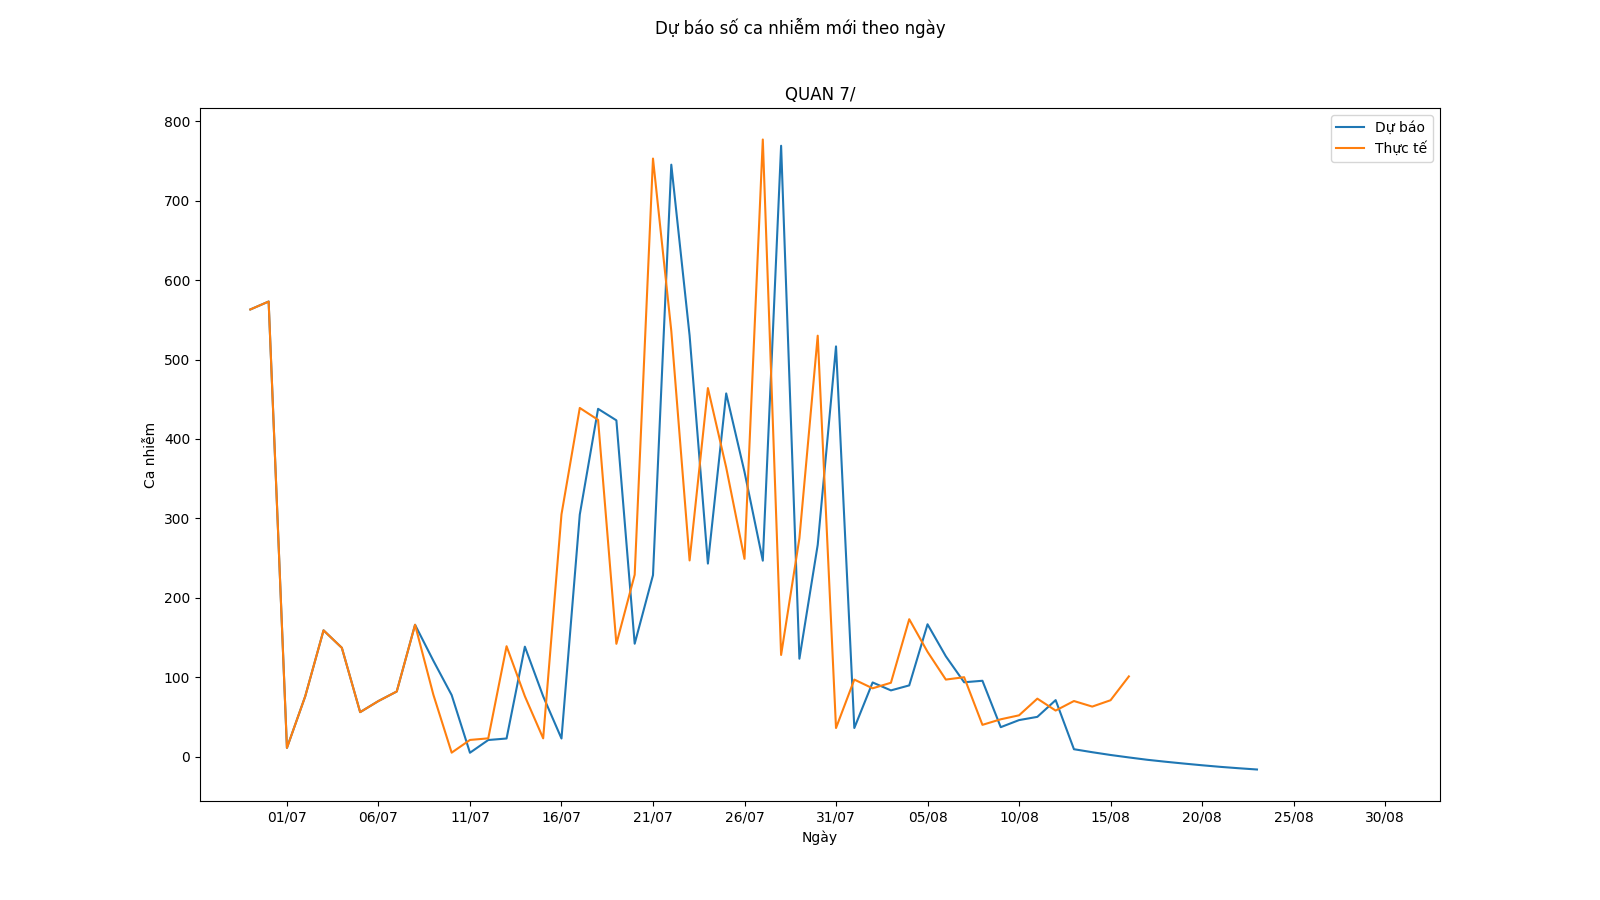 Dự báo số ca nhiễm mới theo ngày
QUAN 7/
Dự báo
Thực tế
800
700
600
500
400
300
200
100
0
Ca nhiễm
01/07 06/07 11/07 16/07 21/07 26/07 31/07 05/08 10/08 15/08 20/08 25/08 30/08
Ngày